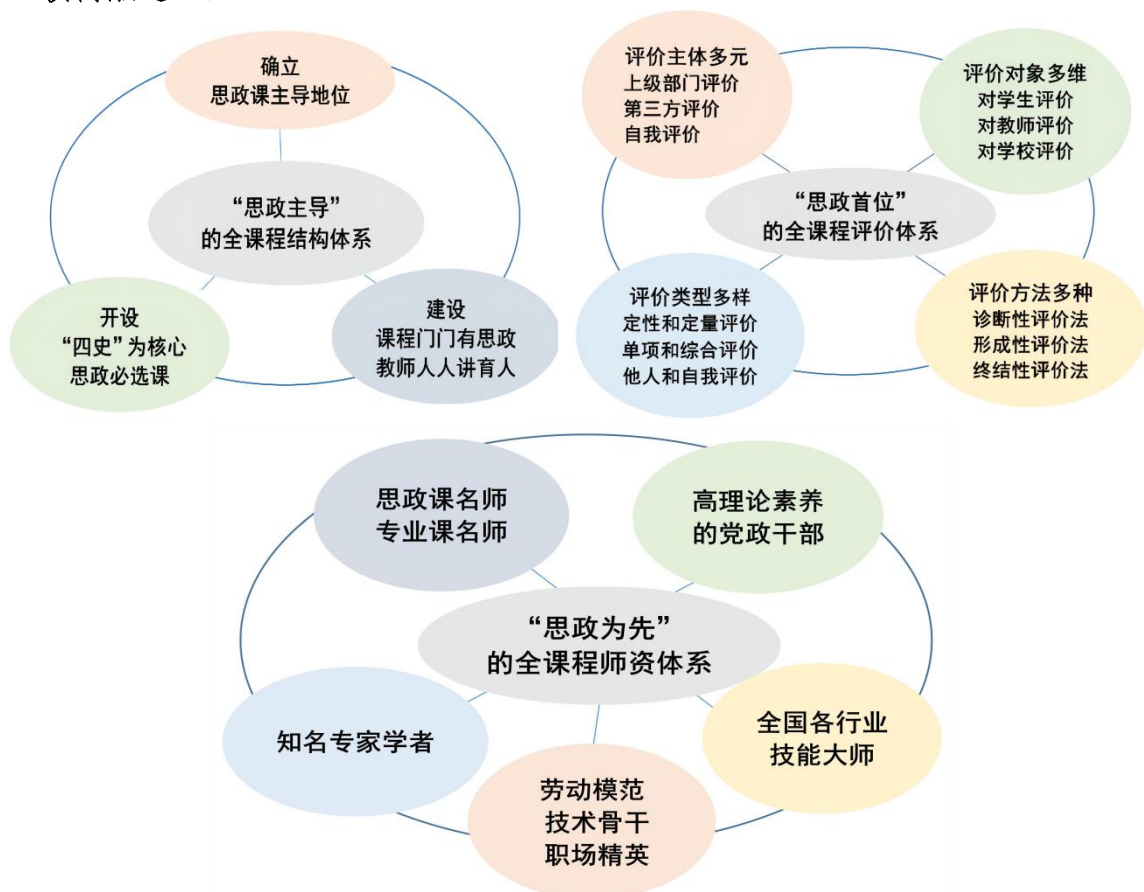 确立
思政课主导地位
“思政主导”
的全课程结构体系
开设
“四史”为核心
思政必选课
建设
课程门门有思政
教师人人讲育人
评价主体多元
上级部门评价
第三方评价
自我评价
评价对象多维
对学生评价
对教师评价
对学校评价
“思政首位”
的全课程评价体系
评价类型多样
定性和定量评价
单项和综合评价
他人和自我评价
评价方法多种
诊断性评价法
形成性评价法
终结性评价法
思政课名师
专业课名师
高理论素养
的党政干部
“思政为先”
的全课程师资体系
知名专家学者
全国各行业
技能大师
劳动模范
技术骨干
职场精英